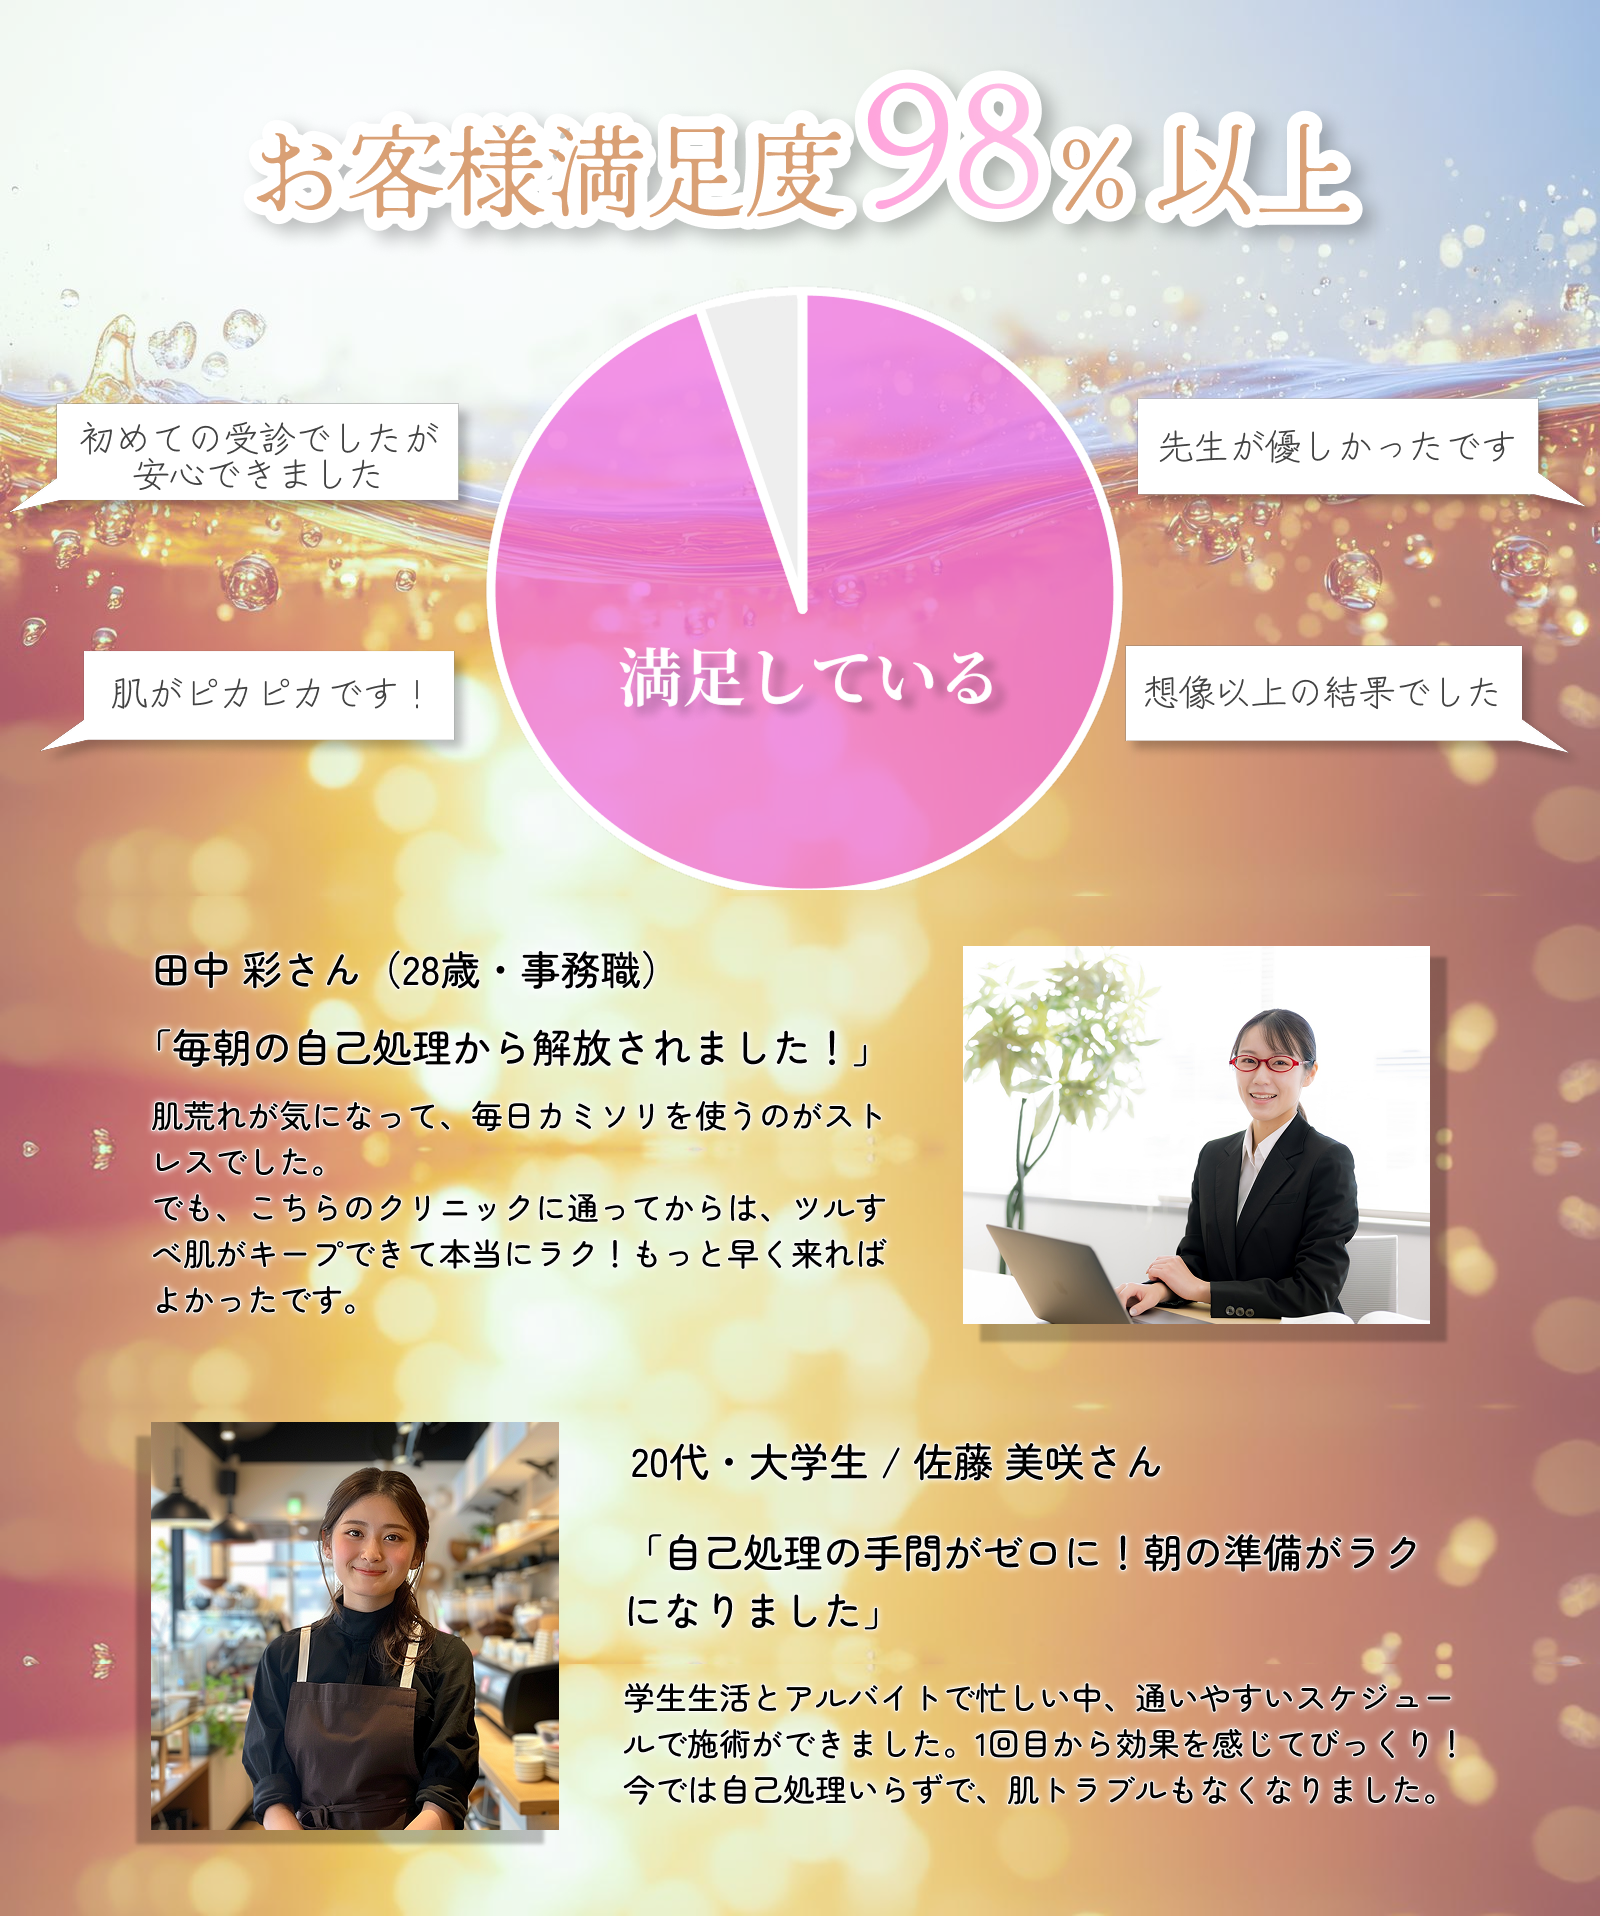 お客様満足度98%以上
初めての受診でしたが
安心できました
先生が優しかったです
満足している
肌がピカピカです！
想像以上の結果でした
田中 彩さん（28歳・事務職）
「毎朝の自己処理から解放されました！」
肌荒れが気になって、毎日カミソリを使うのがスト
レスでした。
でも、こちらのクリニックに通ってからは、ツルす
べ肌がキープできて本当にラク！もっと早く来れば
よかったです。
20代・大学生 / 佐藤 美咲さん
「自己処理の手間がゼロに！朝の準備がラク
になりました」
学生生活とアルバイトで忙しい中、通いやすいスケジュー
ルで施術ができました。1回目から効果を感じてびっくり！
今では自己処理いらずで、肌トラブルもなくなりました。